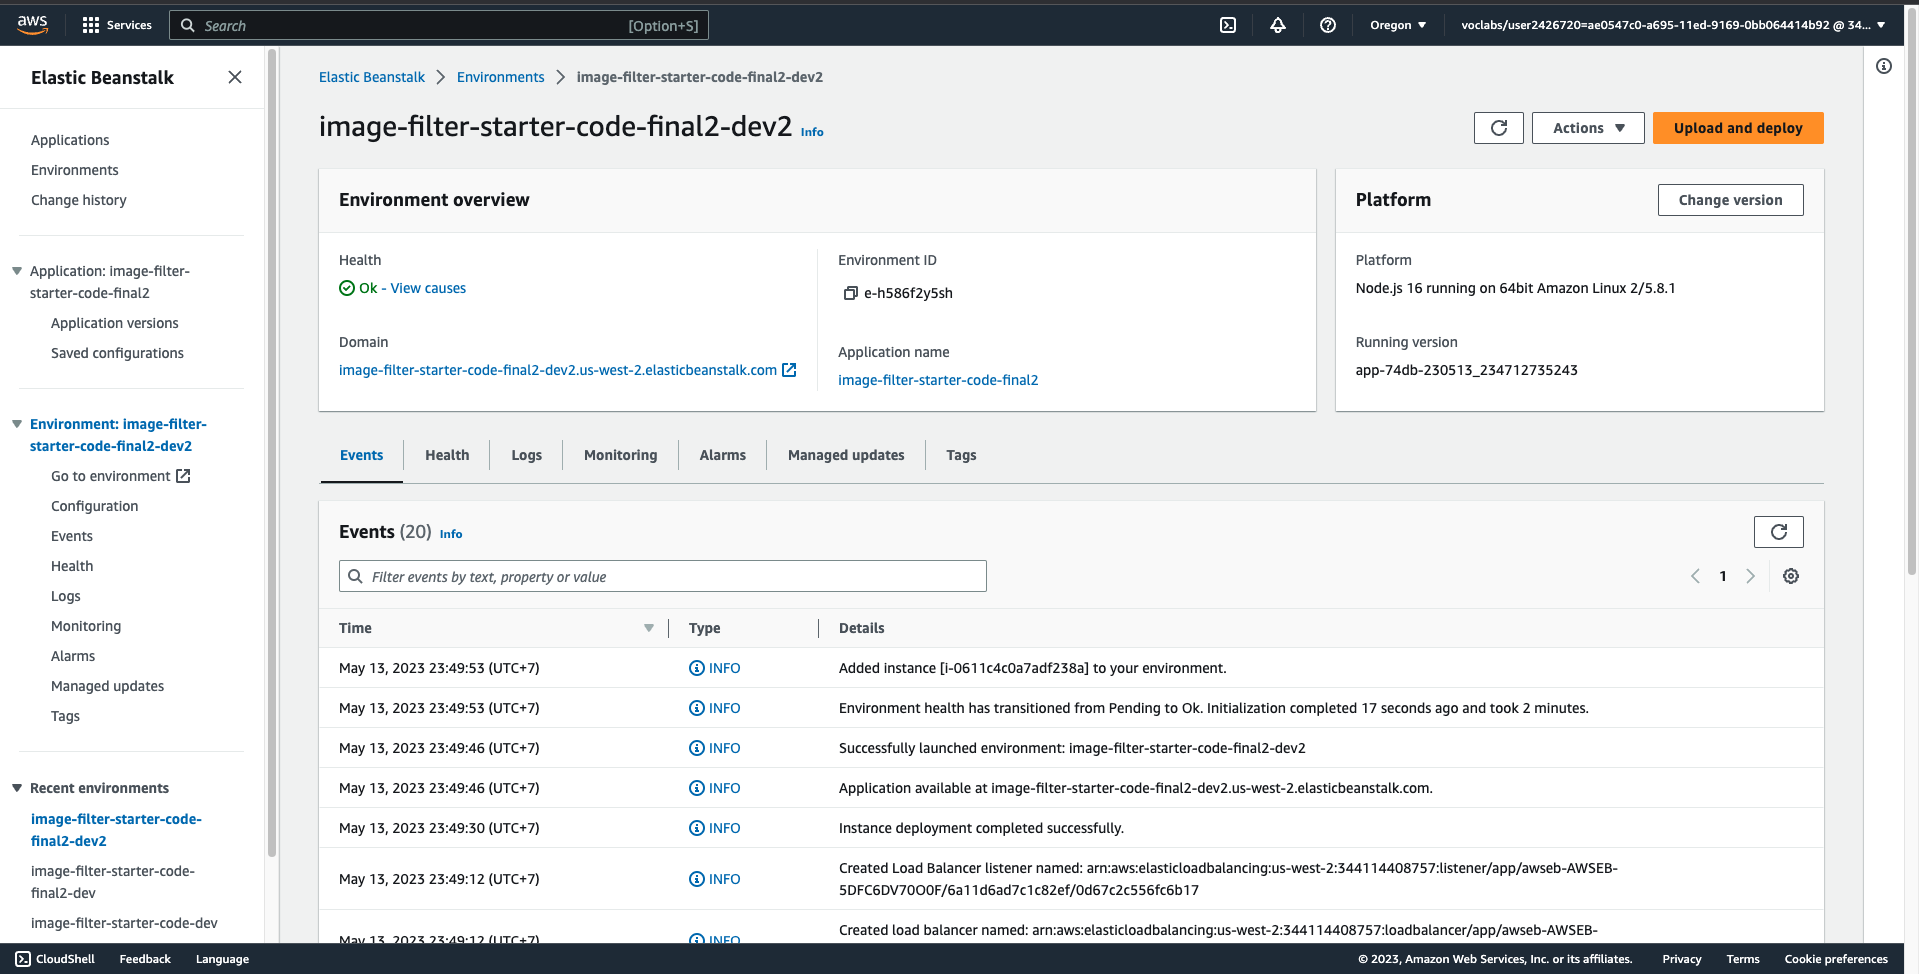 aws
Services
Search
[Option+S]
Oregon
voclabs/user2426720=ae0547c0-a695-11ed-9169-0bb064414b92 @ 34...
Elastic Beanstalk
Applications
Environments
Change history
Application: image-filter-
starter-code-final2
Application versions
Saved configurations
Environment: image-filter-
starter-code-final2-dev2
Go to environment
Configuration
Events
Health
Logs
Monitoring
Alarms
Managed updates
Tags
Recent environments
image-filter-starter-code-
final2-dev2
image-filter-starter-code-
final2-dev
image-filter-starter-code-dev
Elastic Beanstalk
Environments
image-filter-starter-code-final2-dev2
image-filter-starter-code-final2-dev2 Info
Actions
Upload and deploy
Environment overview
Health
Ok - View causes
Domain
image-filter-starter-code-final2-dev2.us-west-2.elasticbeanstalk.com
Environment ID
e-h586f2y5sh
Application name
image-filter-starter-code-final2
Platform
Change version
Platform
Node.js 16 running on 64bit Amazon Linux 2/5.8.1
Running version
app-74db-230513_234712735243
Events
Health
Logs
Monitoring
Alarms
Managed updates
Tags
Events (20) Info
Filter events by text, property or value
1
Time Type Details
May 13, 2023 23:49:53 (UTC+7) INFO Added instance [i-0611c4c0a7adf238a] to your environment.
May 13, 2023 23:49:53 (UTC+7) INFO Environment health has transitioned from Pending to Ok. Initialization completed 17 seconds ago and took 2 minutes.
May 13, 2023 23:49:46 (UTC+7) INFO Successfully launched environment: image-filter-starter-code-final2-dev2
May 13, 2023 23:49:46 (UTC+7) INFO Application available at image-filter-starter-code-final2-dev2.us-west-2.elasticbeanstalk.com.
May 13, 2023 23:49:30 (UTC+7) INFO Instance deployment completed successfully.
May 13, 2023 23:49:12 (UTC+7) INFO Created Load Balancer listener named: arn:aws:elasticloadbalancing:us-west-2:344114408757:listener/app/awseb-AWSEB-
5DFC6DV70O0F/6a11d6ad7c1c82ef/0d67c2c556fc6b17
May 13, 2023 23:49:12 (UTC+7) INFO Created load balancer named: arn:aws:elasticloadbalancing:us-west-2:344114408757:loadbalancer/app/awseb-AWSEB-
CloudShell
Feedback
Language
© 2023, Amazon Web Services, Inc. or its affiliates.
Privacy
Terms
Cookie preferences